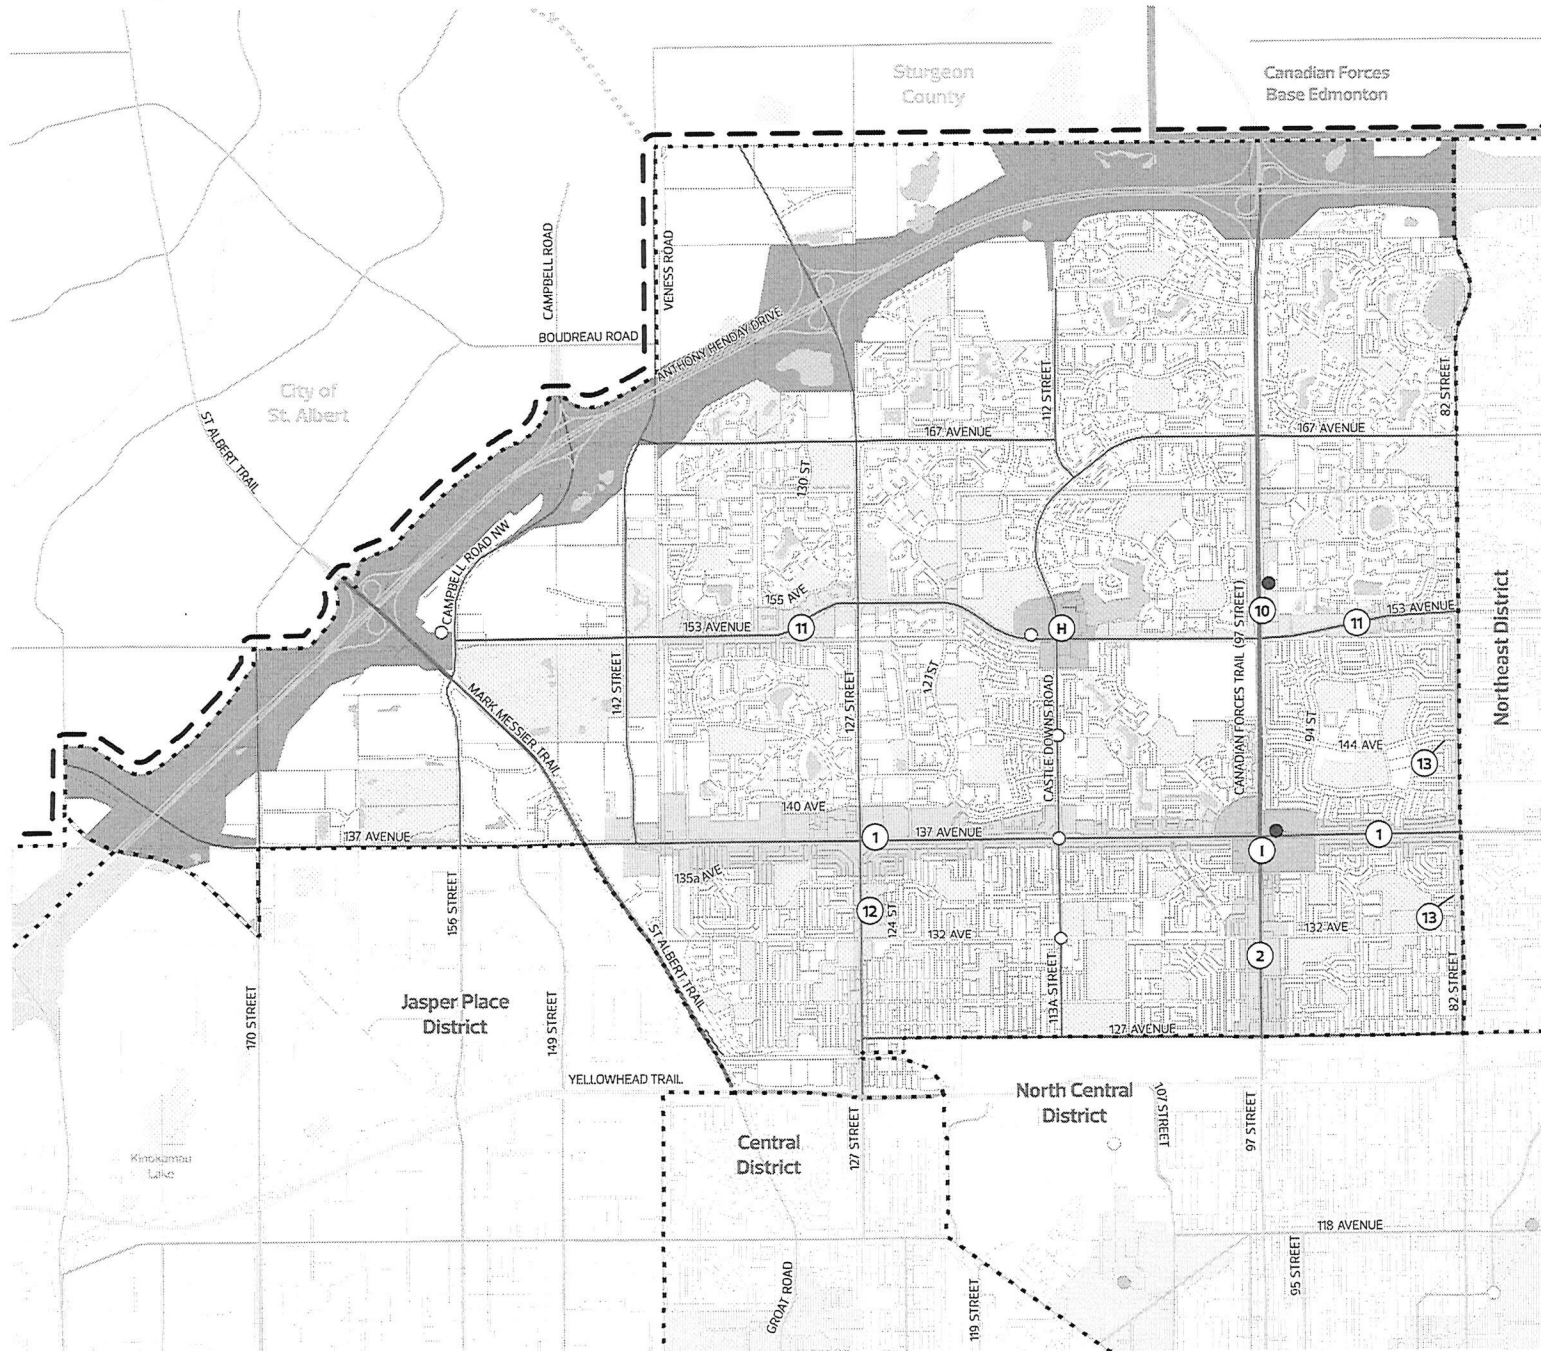 Sturgeon
County
Canadian Forces
Base Edmonton
CAMPBELL ROAD
VENESS ROAD
BOUDREAU ROAD
ANTHONY HENDAY DRIVE
City of
St. Albert
ST ALBERT TRAIL
112 STREET
82 STREET
167 AVENUE
167 AVENUE
130 ST
CAMPBELL ROAD NW
155 AVE
153 AVENUE
11
H
10
11
153 AVENUE
CANADIAN FORCES TRAIL (97 STREET)
Northeast District
142 STREET
MARK MESSIER TRAIL
127 STREET
121 ST
CASTLE DOWNS ROAD
94 ST
144 AVE
13
140 AVE
137 AVENUE
1
137 AVENUE
I
1
135a AVE
156 STREET
12
124 ST
132 AVE
132 AVE
13
2
ST ALBERT TRAIL
113A STREET
82 STREET
Jasper Place
District
170 STREET
149 STREET
127 AVENUE
YELLOWHEAD TRAIL
North Central
District
107 STREET
97 STREET
Central
District
127 STREET
Kinokamau
Lake
118 AVENUE
95 STREET
GROAT ROAD
119 STREET